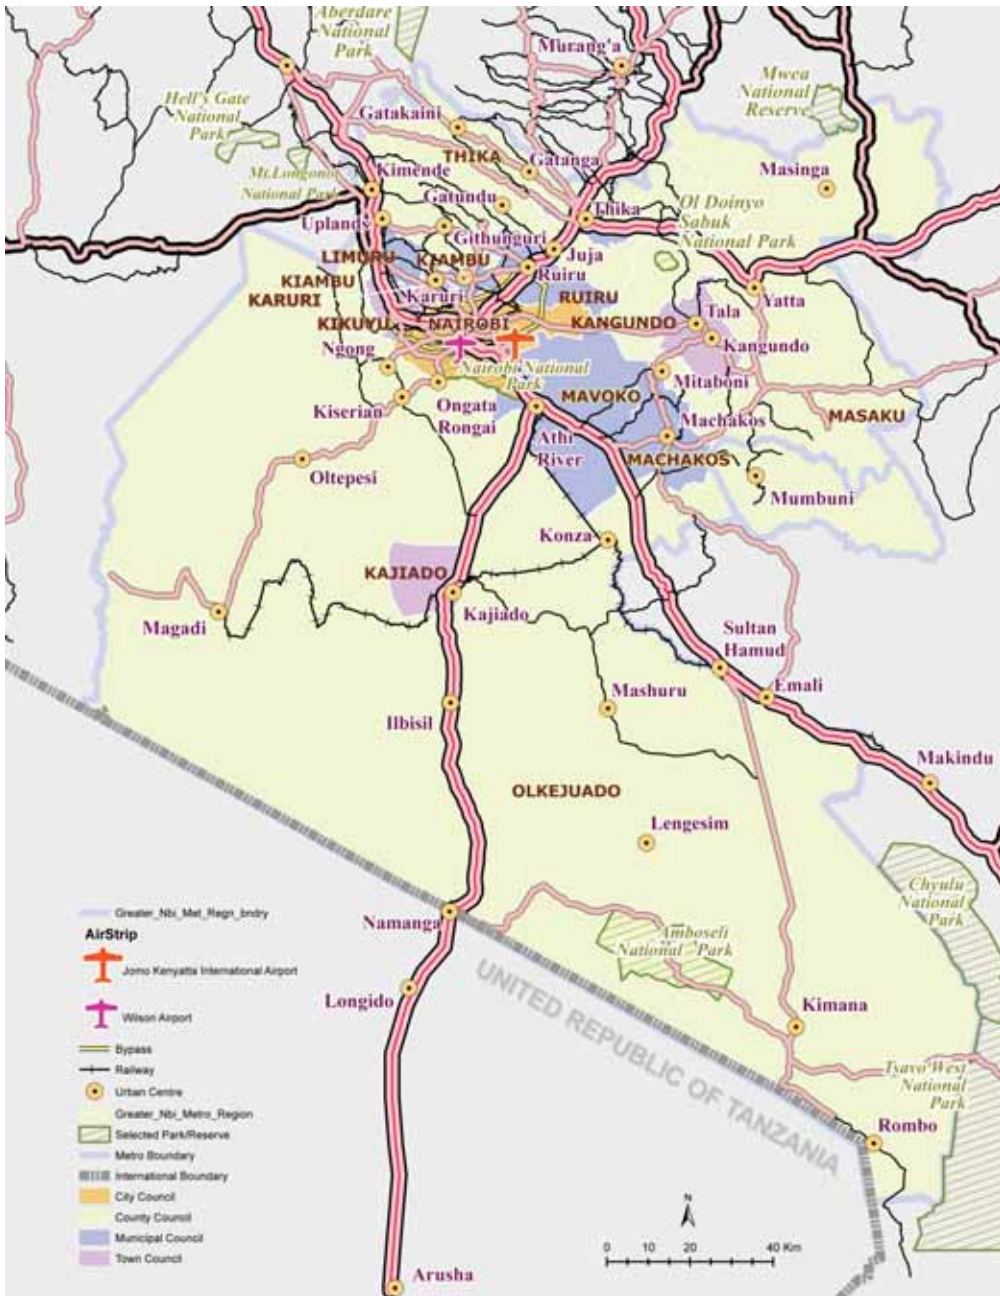 Aberdare
National
Park
Murang'a
Mwea
National
Reserve
Hell's Gate
National
Park
Gatakaini
THIKA
Gatanga
Masinga
Mt.Longonot
National Park
Kimende
Gatundu
Thika
Ol Doinyo
Sabuk
National Park
Uplands
Githunguri
Juja
LIMURU
KIAMBU
Ruiru
KIAMBU
KARURI
Karuri
RUIRU
Yatta
Tala
KIKUYU
NAIROBI
KANGUNDO
Kangundo
Ngong
Nairobi National
Park
Mitaboni
MAVOKO
Kiserian
Ongata
Rongai
Machakos
MASAKU
Athi
River
MACHAKOS
Oltepesi
Mumbuni
Konza
KAJIADO
Kajiado
Magadi
Sultan
Hamud
Mashuru
Emali
Ilbisil
Makindu
OLKEJUADO
Lengesim
Chyulu
National
Park
Namanga
Amboseli
National Park
UNITED REPUBLIC OF TANZANIA
Longido
Kimana
Tsavo West
National
Park
Rombo
Arusha
Greater_Nbi_Met_Regn_bndry
AirStrip
Jomo Kenyatta International Airport
Wilson Airport
Bypass
Railway
Urban Centre
Greater_Nbi_Metro_Region
Selected Park/Reserve
Metro Boundary
International Boundary
City Council
County Council
Municipal Council
Town Council
N
0 10 20 40 Km